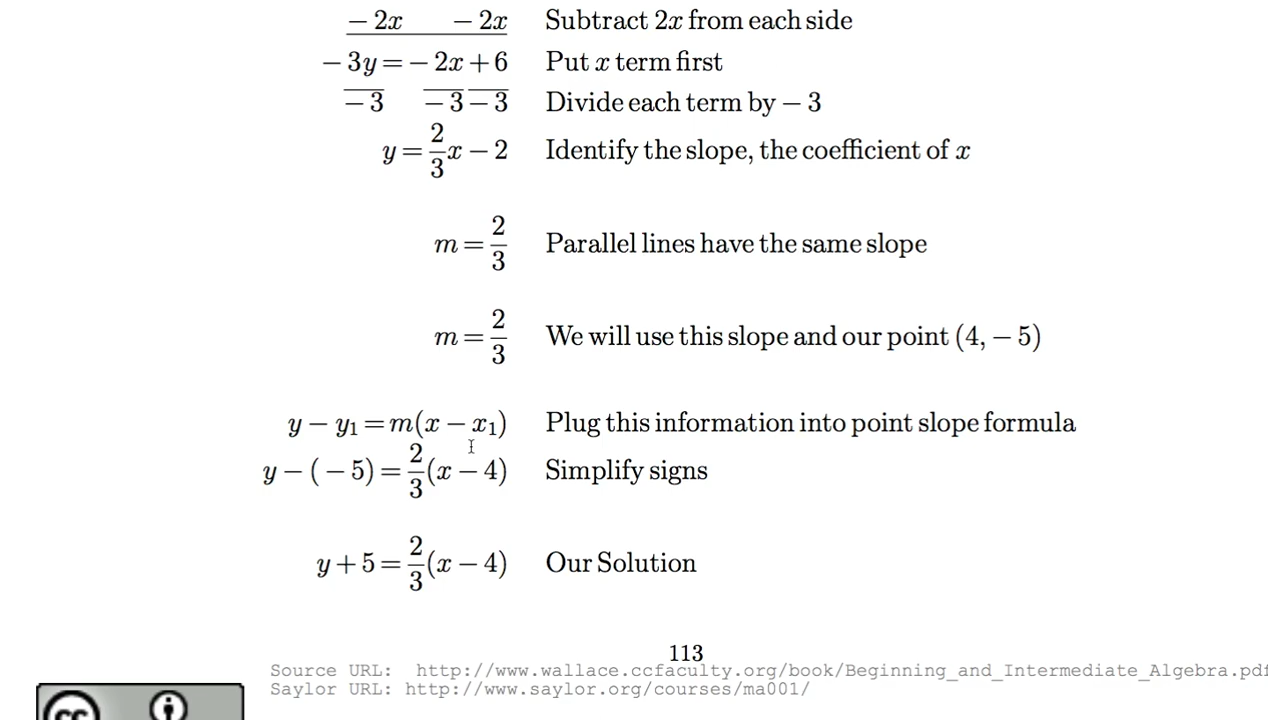 − 2x − 2x Subtract 2x from each side
− 3y = − 2x + 6 Put x term first
− 3 − 3 − 3 Divide each term by − 3
y = 2/3 x − 2 Identify the slope, the coefficient of x
m = 2/3 Parallel lines have the same slope
m = 2/3 We will use this slope and our point (4, − 5)
y − y₁ = m(x − x₁) Plug this information into point slope formula
y − ( − 5) = 2/3 (x − 4) Simplify signs
y + 5 = 2/3 (x − 4) Our Solution
113
Source URL: http://www.wallace.ccfaculty.org/book/Beginning_and_Intermediate_Algebra.pdf
Saylor URL: http://www.saylor.org/courses/ma001/
cc